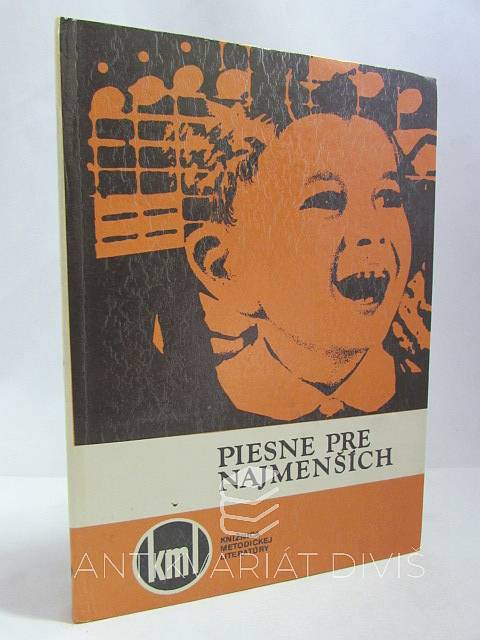 PIESNE PRE
NAJMENŠÍCH
kml
KNIŽNICA
METODICKEJ
LITERATÚRY
ANTIKVARIÁT DIVIŠ